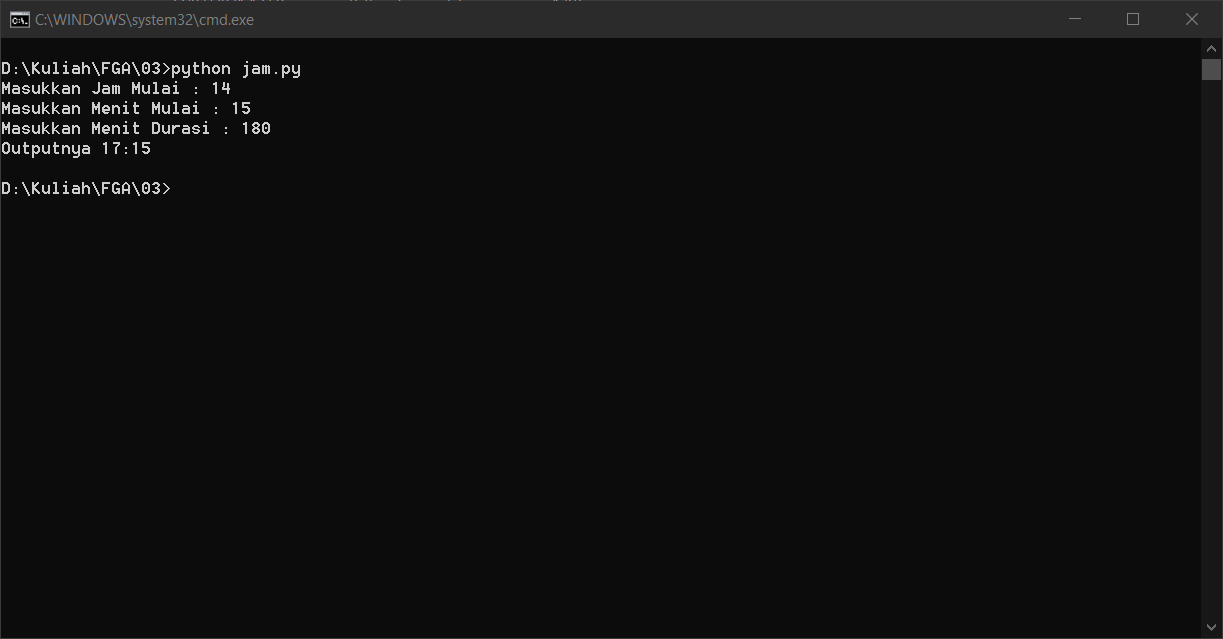 C:\WINDOWS\system32\cmd.exe
D:\Kuliah\FGA\03>python jam.py
Masukkan Jam Mulai : 14
Masukkan Menit Mulai : 15
Masukkan Menit Durasi : 180
Outputnya 17:15
D:\Kuliah\FGA\03>